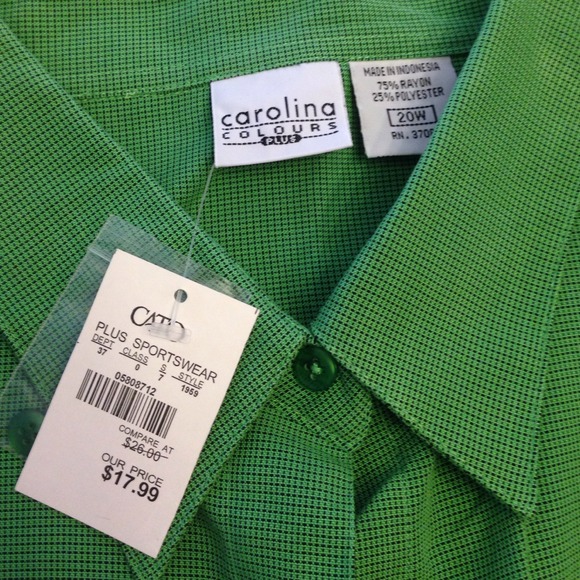 carolina
COLOURS
PLUS
MADE IN INDONESIA
75% RAYON
25% POLYESTER
20W
CATO
PLUS SPORTSWEAR
DEPT CLASS S STYLE
37 0 7 1959
05808712
COMPARE AT
$26.00
OUR PRICE
$17.99